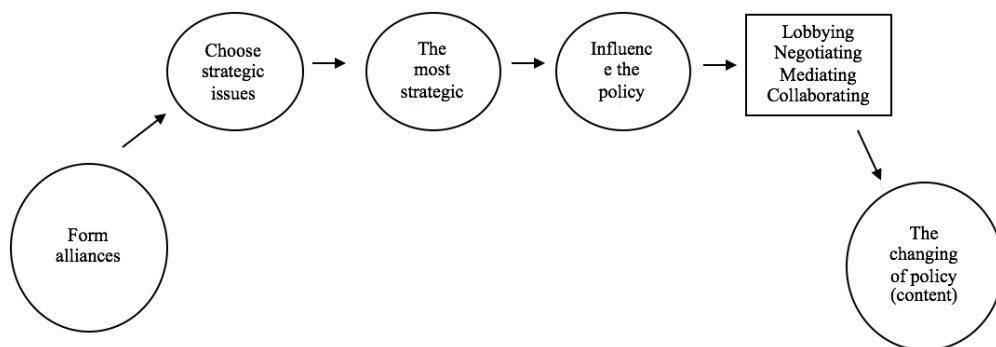 Form
alliances
Choose
strategic
issues
The
most
strategic
Influenc
e the
policy
Lobbying
Negotiating
Mediating
Collaborating
The
changing
of policy
(content)